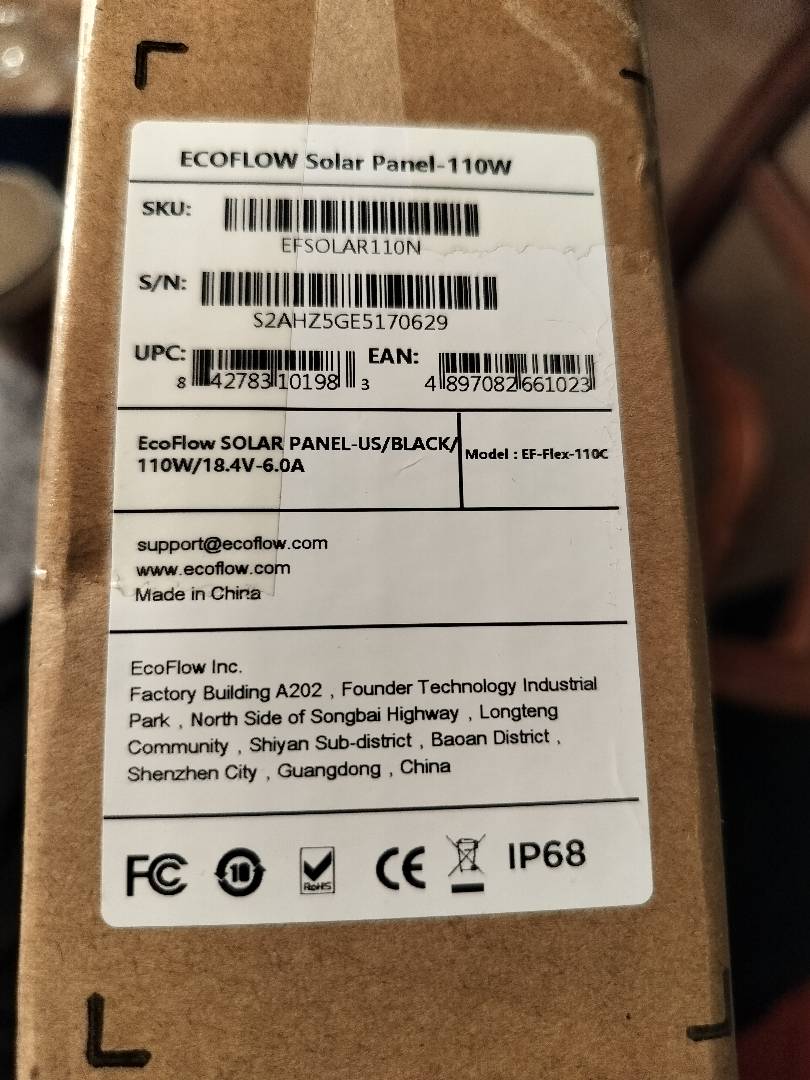 ECOFLOW Solar Panel-110W
SKU:
EFSOLAR110N
S/N:
S2AHZ5GE5170629
UPC: 8 42783 10198 3 EAN: 4 897082 661023
EcoFlow SOLAR PANEL-US/BLACK/
110W/18.4V-6.0A
Model : EF-Flex-110C
support@ecoflow.com
www.ecoflow.com
Made in China
EcoFlow Inc.
Factory Building A202 , Founder Technology Industrial
Park , North Side of Songbai Highway , Longteng
Community , Shiyan Sub-district , Baoan District ,
Shenzhen City , Guangdong , China
FC 10 RoHS CE IP68